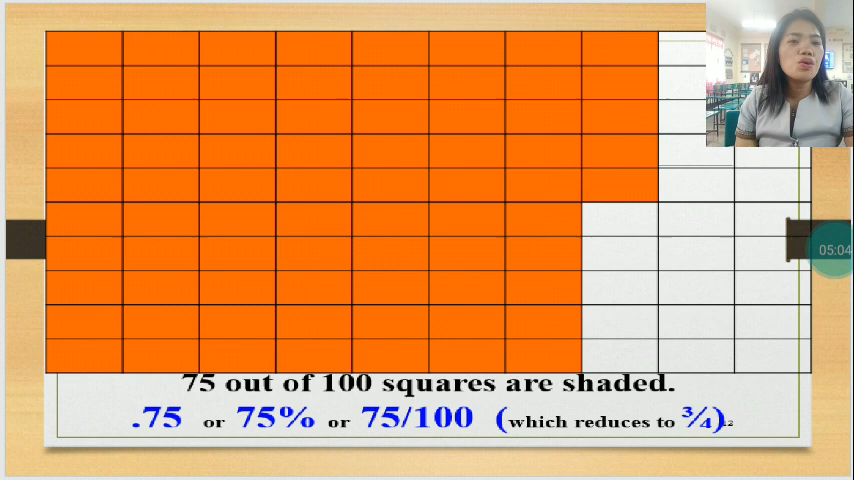 05:04
75 out of 100 squares are shaded.
.75 or 75% or 75/100 (which reduces to ¾).12